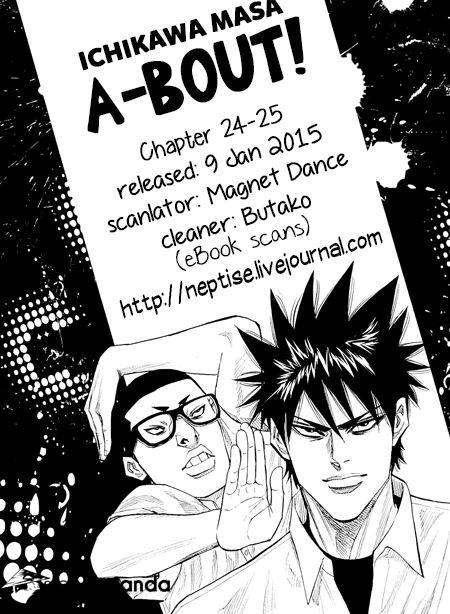 ICHIKAWA MASA
A-BOUT!
Chapter 24-25
released: 9 Jan 2015
scanlator: Magnet Dance
cleaner: Butako
(eBook scans)
http://neptise.livejournal.com